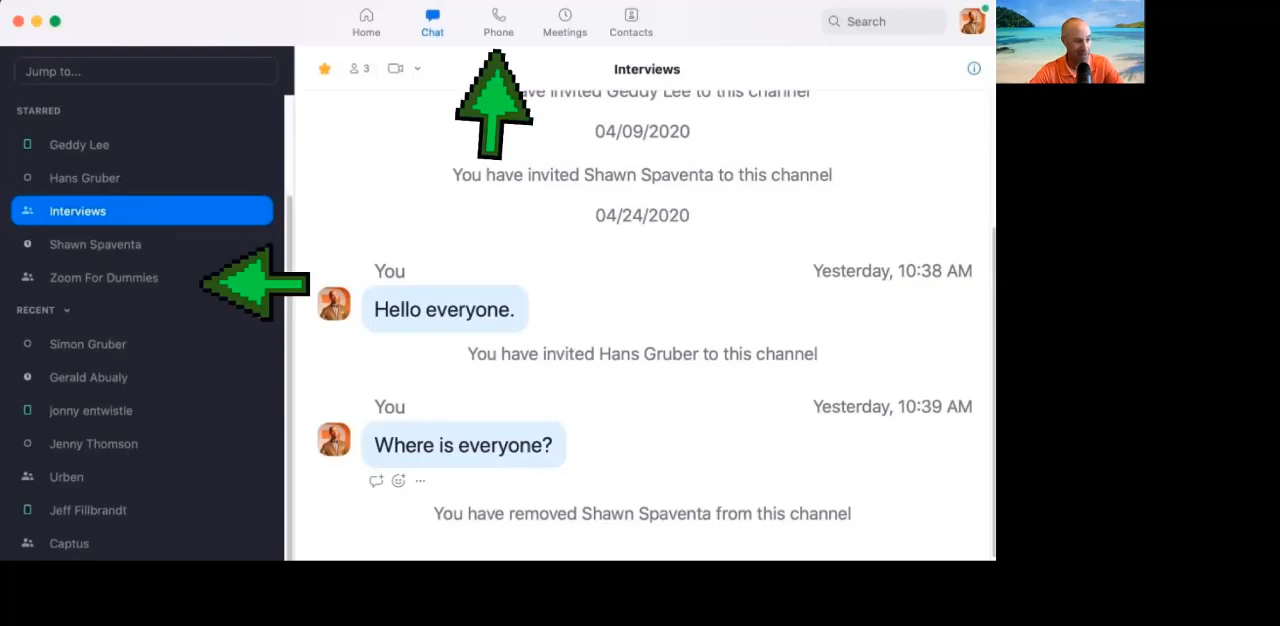 Home
Chat
Phone
Meetings
Contacts
Search
Jump to...
STARRED
Geddy Lee
Hans Gruber
Interviews
Shawn Spaventa
Zoom For Dummies
RECENT
Simon Gruber
Gerald Abualy
jonny entwistle
Jenny Thomson
Urben
Jeff Fillbrandt
Captus
3
Interviews
ave invited Geddy Lee to this channel
04/09/2020
You have invited Shawn Spaventa to this channel
04/24/2020
You
Yesterday, 10:38 AM
Hello everyone.
You have invited Hans Gruber to this channel
You
Yesterday, 10:39 AM
Where is everyone?
You have removed Shawn Spaventa from this channel